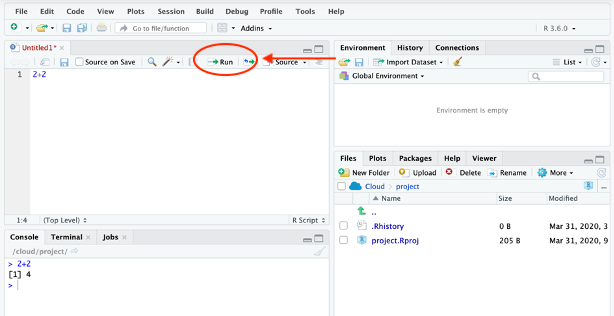 File Edit Code View Plots Session Build Debug Profile Tools Help
Go to file/function Addins R 3.6.0
Untitled1*
Source on Save Run Source
1 2+2
1:4 (Top Level) R Script
Console Terminal Jobs
/cloud/project/
> 2+2
[1] 4
>
Environment History Connections
Import Dataset List
Global Environment
Environment is empty
Files Plots Packages Help Viewer
New Folder Upload Delete Rename More
Cloud project
Name Size Modified
..
.Rhistory 0 B Mar 31, 2020, 3
project.Rproj 205 B Mar 31, 2020, 9